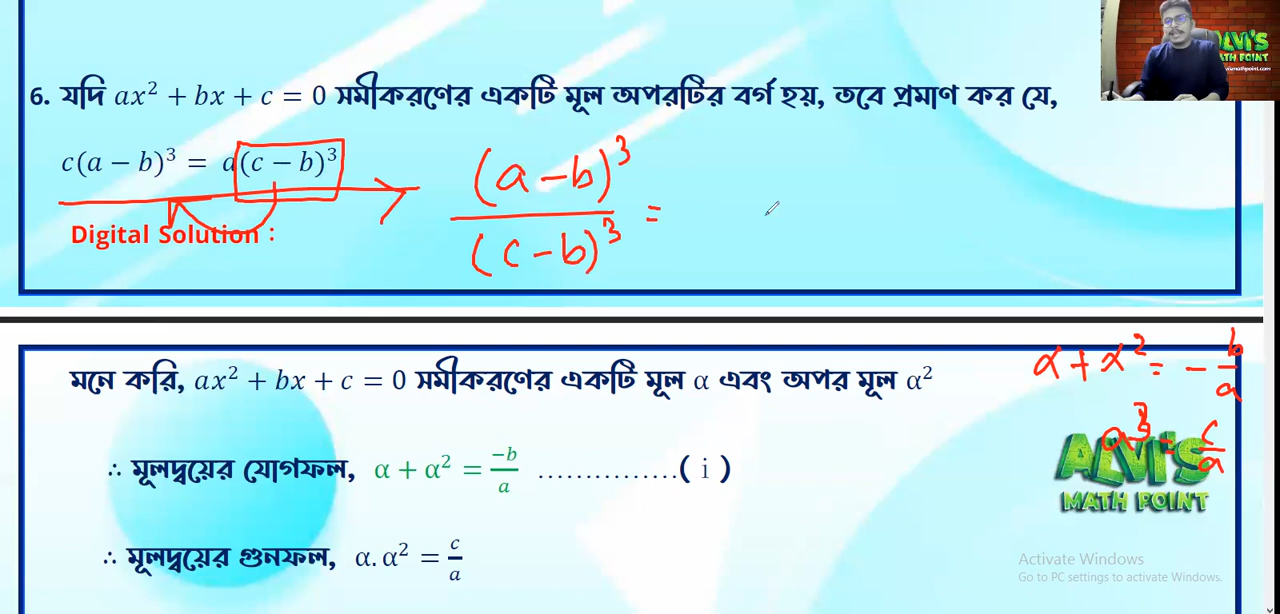 ALVI'S
MATH POINT
6. যদি ax² + bx + c = 0 সমীকরণের একটি মূল অপরটির বর্গ হয়, তবে প্রমাণ কর যে,
c(a − b)³ = a(c − b)³
(a − b)³
(c − b)³ =
Digital Solution :
মনে করি, ax² + bx + c = 0 সমীকরণের একটি মূল α এবং অপর মূল α²
α + α² = − b/a
α³ = c/a
∴ মূলদ্বয়ের যোগফল, α + α² = −b/a ...............( i )
ALVI'S
MATH POINT
∴ মূলদ্বয়ের গুনফল, α. α² = c/a
Activate Windows
Go to PC settings to activate Windows.